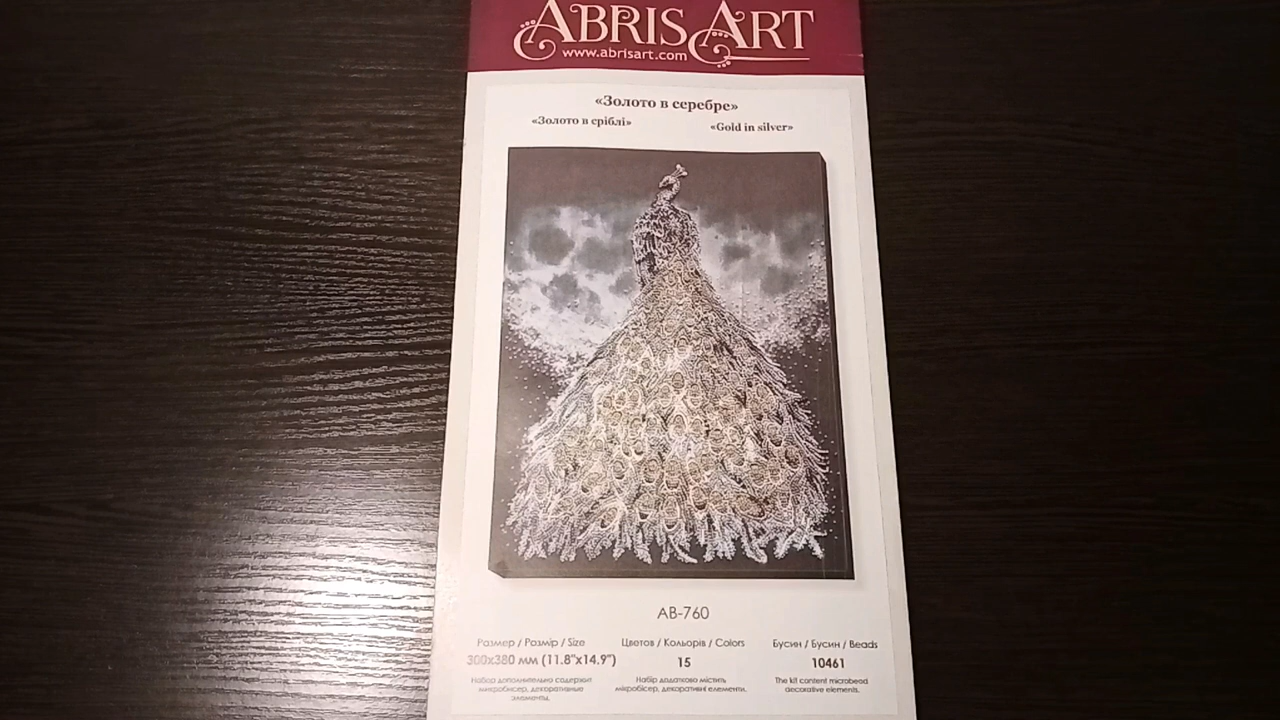 ABRIS ART
www.abrisart.com
«Золото в серебре»
«Золото в сріблі» «Gold in silver»
AB-760
Размер / Розмір / Size Цветов / Кольорів / Colors Бусин / Бусин / Beads
300x380 мм (11.8"x14.9") 15 10461
Набор дополнительно содержит Набір додатково містить The kit content microbead
микробисер, декоративные мікробісер, декоративні елементи. decorative elements.
элементы.